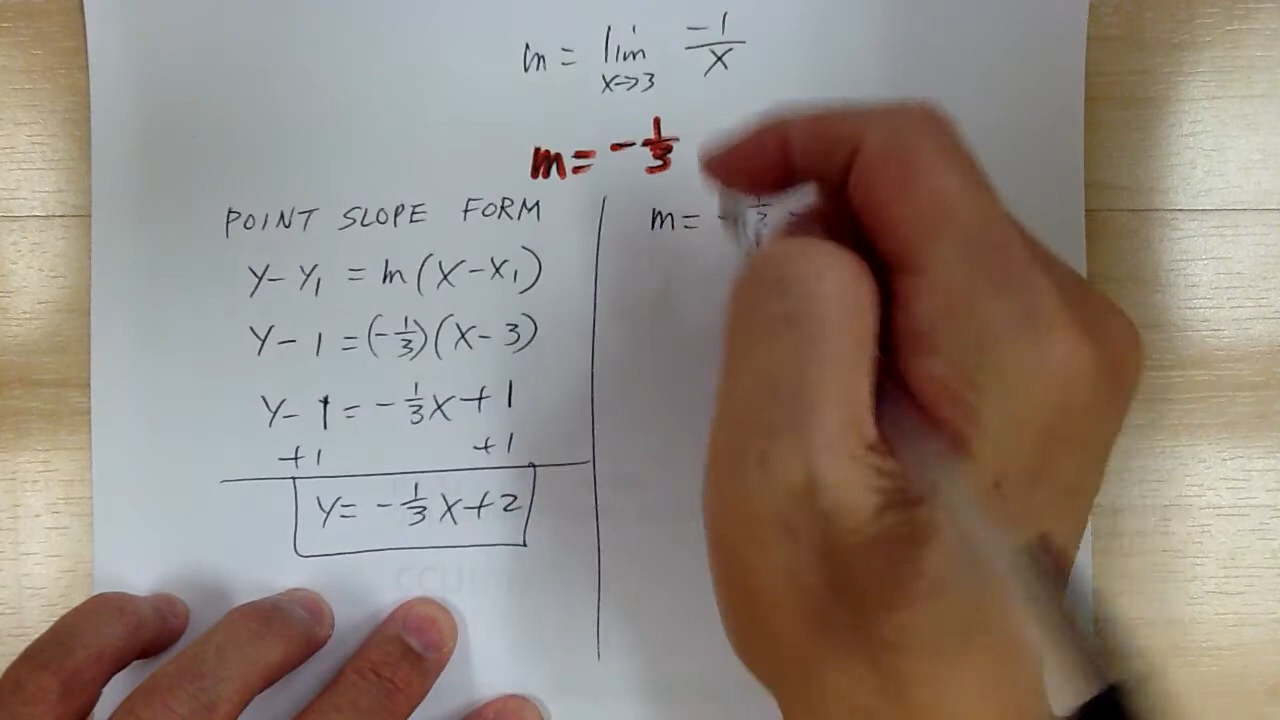 m = lim -1/X
X→3
m = -1/3
POINT SLOPE FORM
Y - Y₁ = m(X - X₁)
Y - 1 = (-1/3)(X - 3)
Y - 1 = -1/3 X + 1
+1 +1
Y = -1/3 X + 2
m = -